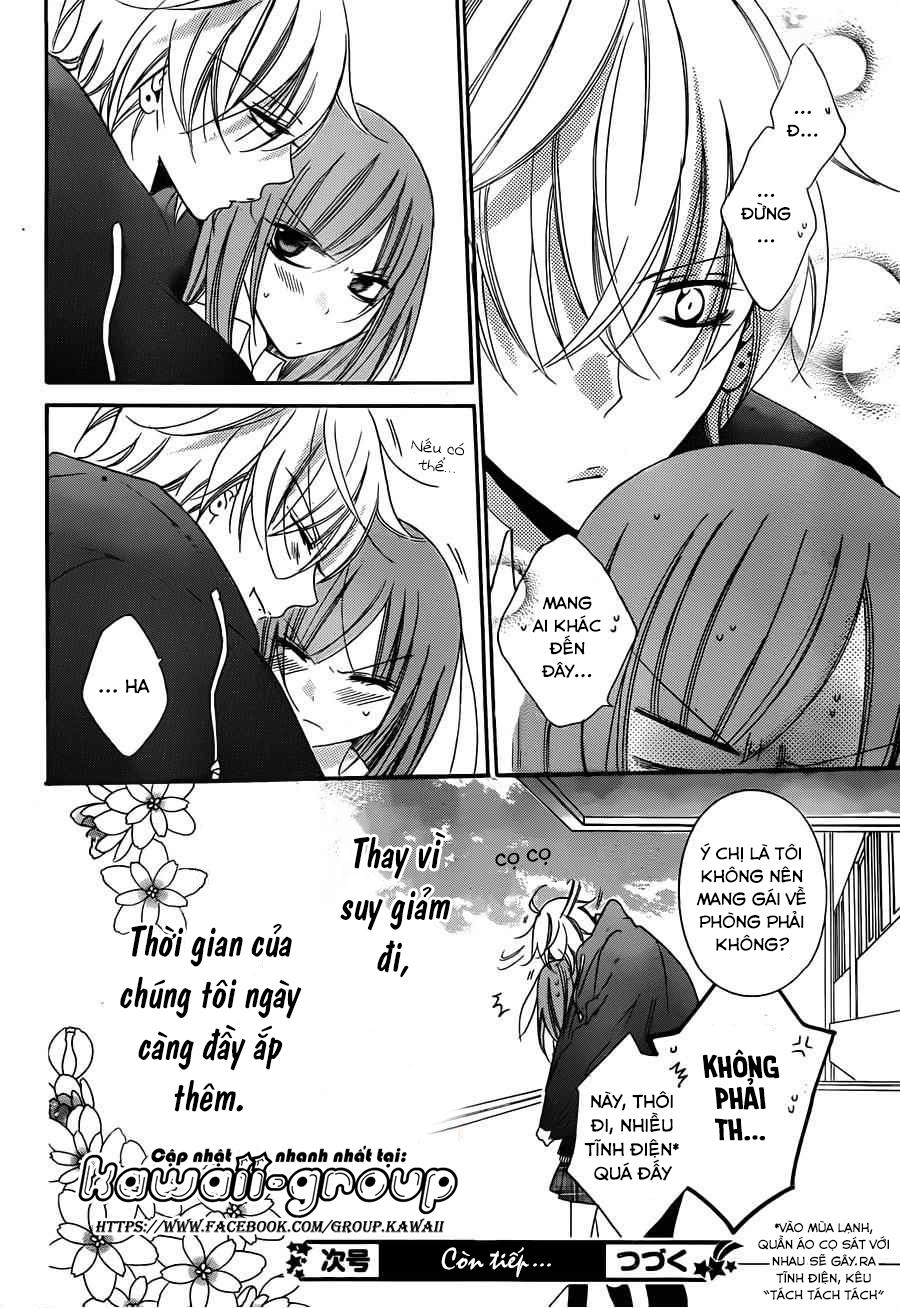 ...
Đ...
...
ĐỪNG
...
MANG
AI KHÁC
ĐẾN
ĐÂY...
Nếu có
thể...
... HA
Ý CHỊ LÀ TÔI
KHÔNG NÊN
MANG GÁI VỀ
PHÒNG PHẢI
KHÔNG?
KHÔNG
PHẢI
TH...
NÀY, THÔI
ĐI, NHIỀU
TĨNH ĐIỆN*
QUÁ ĐẤY
CỌ CỌ
Thay vì
suy giảm
đi,
Thời gian của
chúng tôi ngày
càng đầy ắp
thêm.
Cập nhật nhanh nhất tại:
kawaii-group
HTTPS://WWW.FACEBOOK.COM/GROUP.KAWAII
次号 Còn tiếp... つづく
*VÀO MÙA LẠNH,
QUẦN ÁO CỌ SÁT VỚI
NHAU SẼ GÂY RA
TĨNH ĐIỆN, KÊU
“TÁCH TÁCH TÁCH”